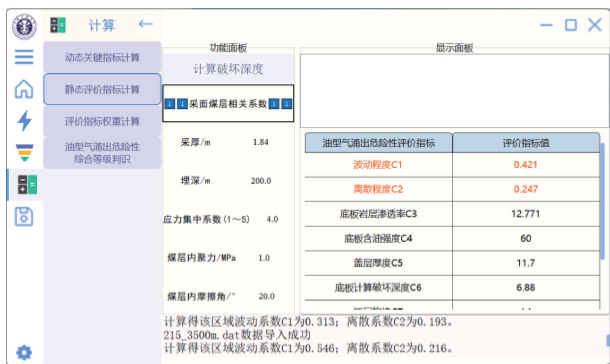 计算
动态关键指标计算
静态评价指标计算
评价指标权重计算
油型气涌出危险性
综合等级判识
功能面板
计算破坏深度
采面煤层相关系数
采厚/m 1.84
埋深/m 200.0
应力集中系数(1～5) 4.0
煤层内聚力/MPa 1.0
煤层内摩擦角/° 20.0
显示面板
油型气涌出危险性评价指标 评价指标值
波动程度C1 0.421
离散程度C2 0.247
底板岩层渗透率C3 12.771
底板含油强度C4 60
盖层厚度C5 11.7
底板计算破坏深度C6 6.88
计算得该区域波动系数C1为0.313; 离散系数C2为0.193。
215_3500m.dat数据导入成功
计算得该区域波动系数C1为0.546; 离散系数C2为0.216。